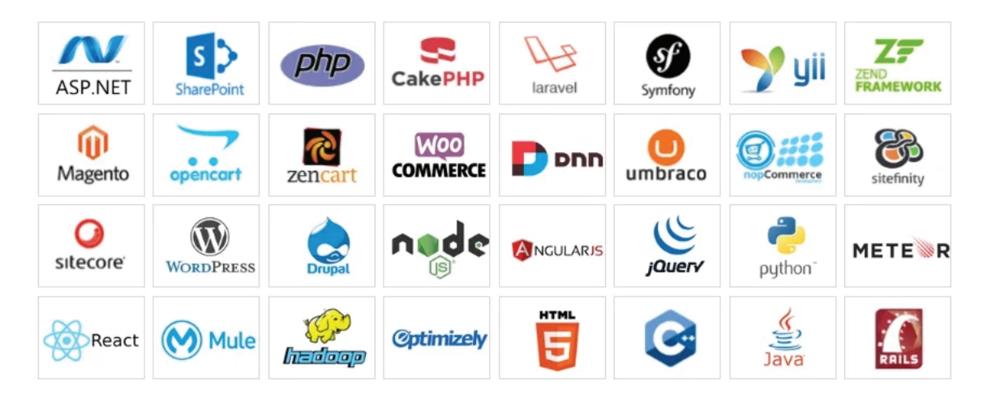 ASP.NET
S
SharePoint
php
CakePHP
laravel
sf
Symfony
yii
ZF
ZEND
FRAMEWORK
Magento
opencart
zencart
WOO
COMMERCE
DNN
umbraco
nopCommerce
sitefinity
sitecore
W
WORDPRESS
Drupal
node
JS
ANGULARJS
jQuery
python
METEOR
React
Mule
hadoop
Optimizely
HTML
5
C++
Java
RAILS